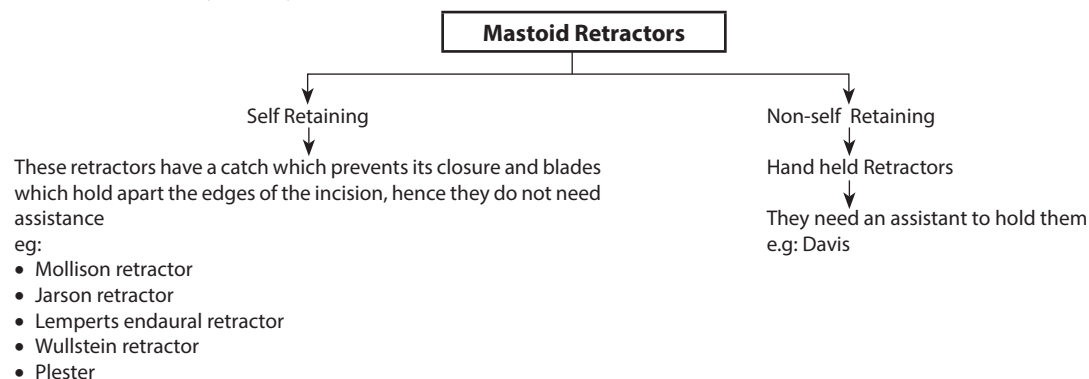 Mastoid Retractors
Self Retaining
These retractors have a catch which prevents its closure and blades
which hold apart the edges of the incision, hence they do not need
assistance
eg:
• Mollison retractor
• Jarson retractor
• Lemperts endaural retractor
• Wullstein retractor
• Plester
Non-self Retaining
Hand held Retractors
They need an assistant to hold them
e.g: Davis